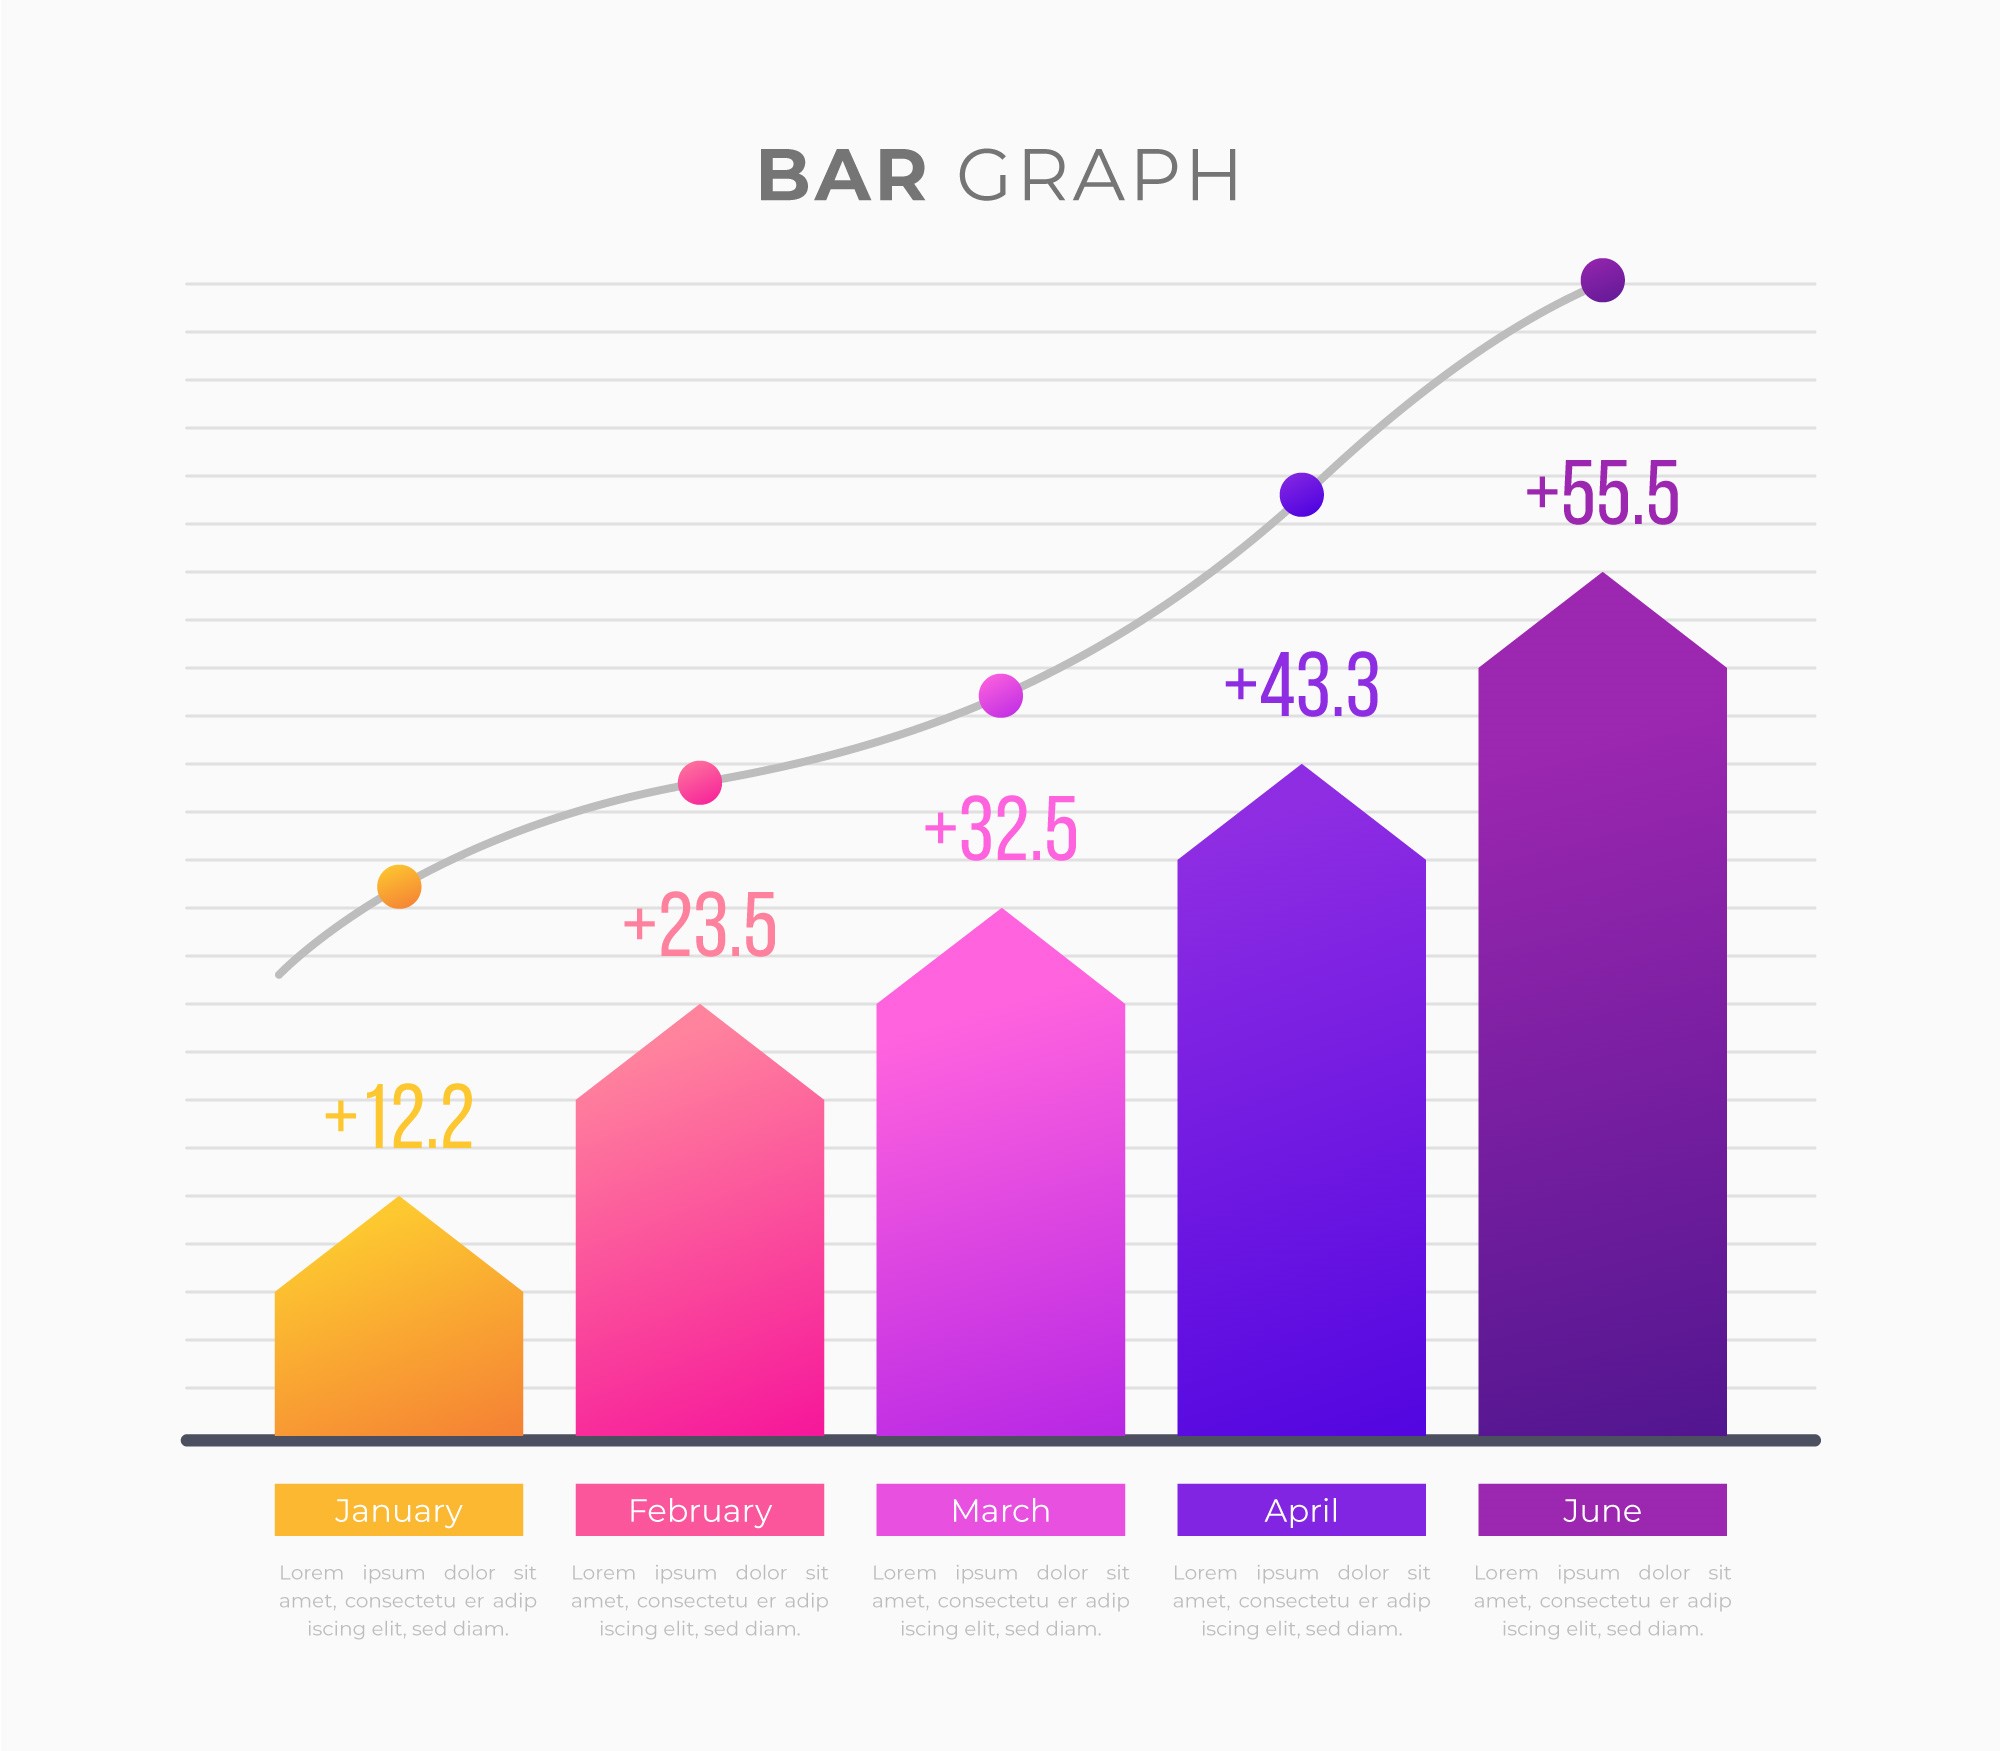 BAR GRAPH
+55.5
+43.3
+32.5
+23.5
+12.2
January
February
March
April
June
Lorem ipsum dolor sit
amet, consectetu er adip
iscing elit, sed diam.
Lorem ipsum dolor sit
amet, consectetu er adip
iscing elit, sed diam.
Lorem ipsum dolor sit
amet, consectetu er adip
iscing elit, sed diam.
Lorem ipsum dolor sit
amet, consectetu er adip
iscing elit, sed diam.
Lorem ipsum dolor sit
amet, consectetu er adip
iscing elit, sed diam.